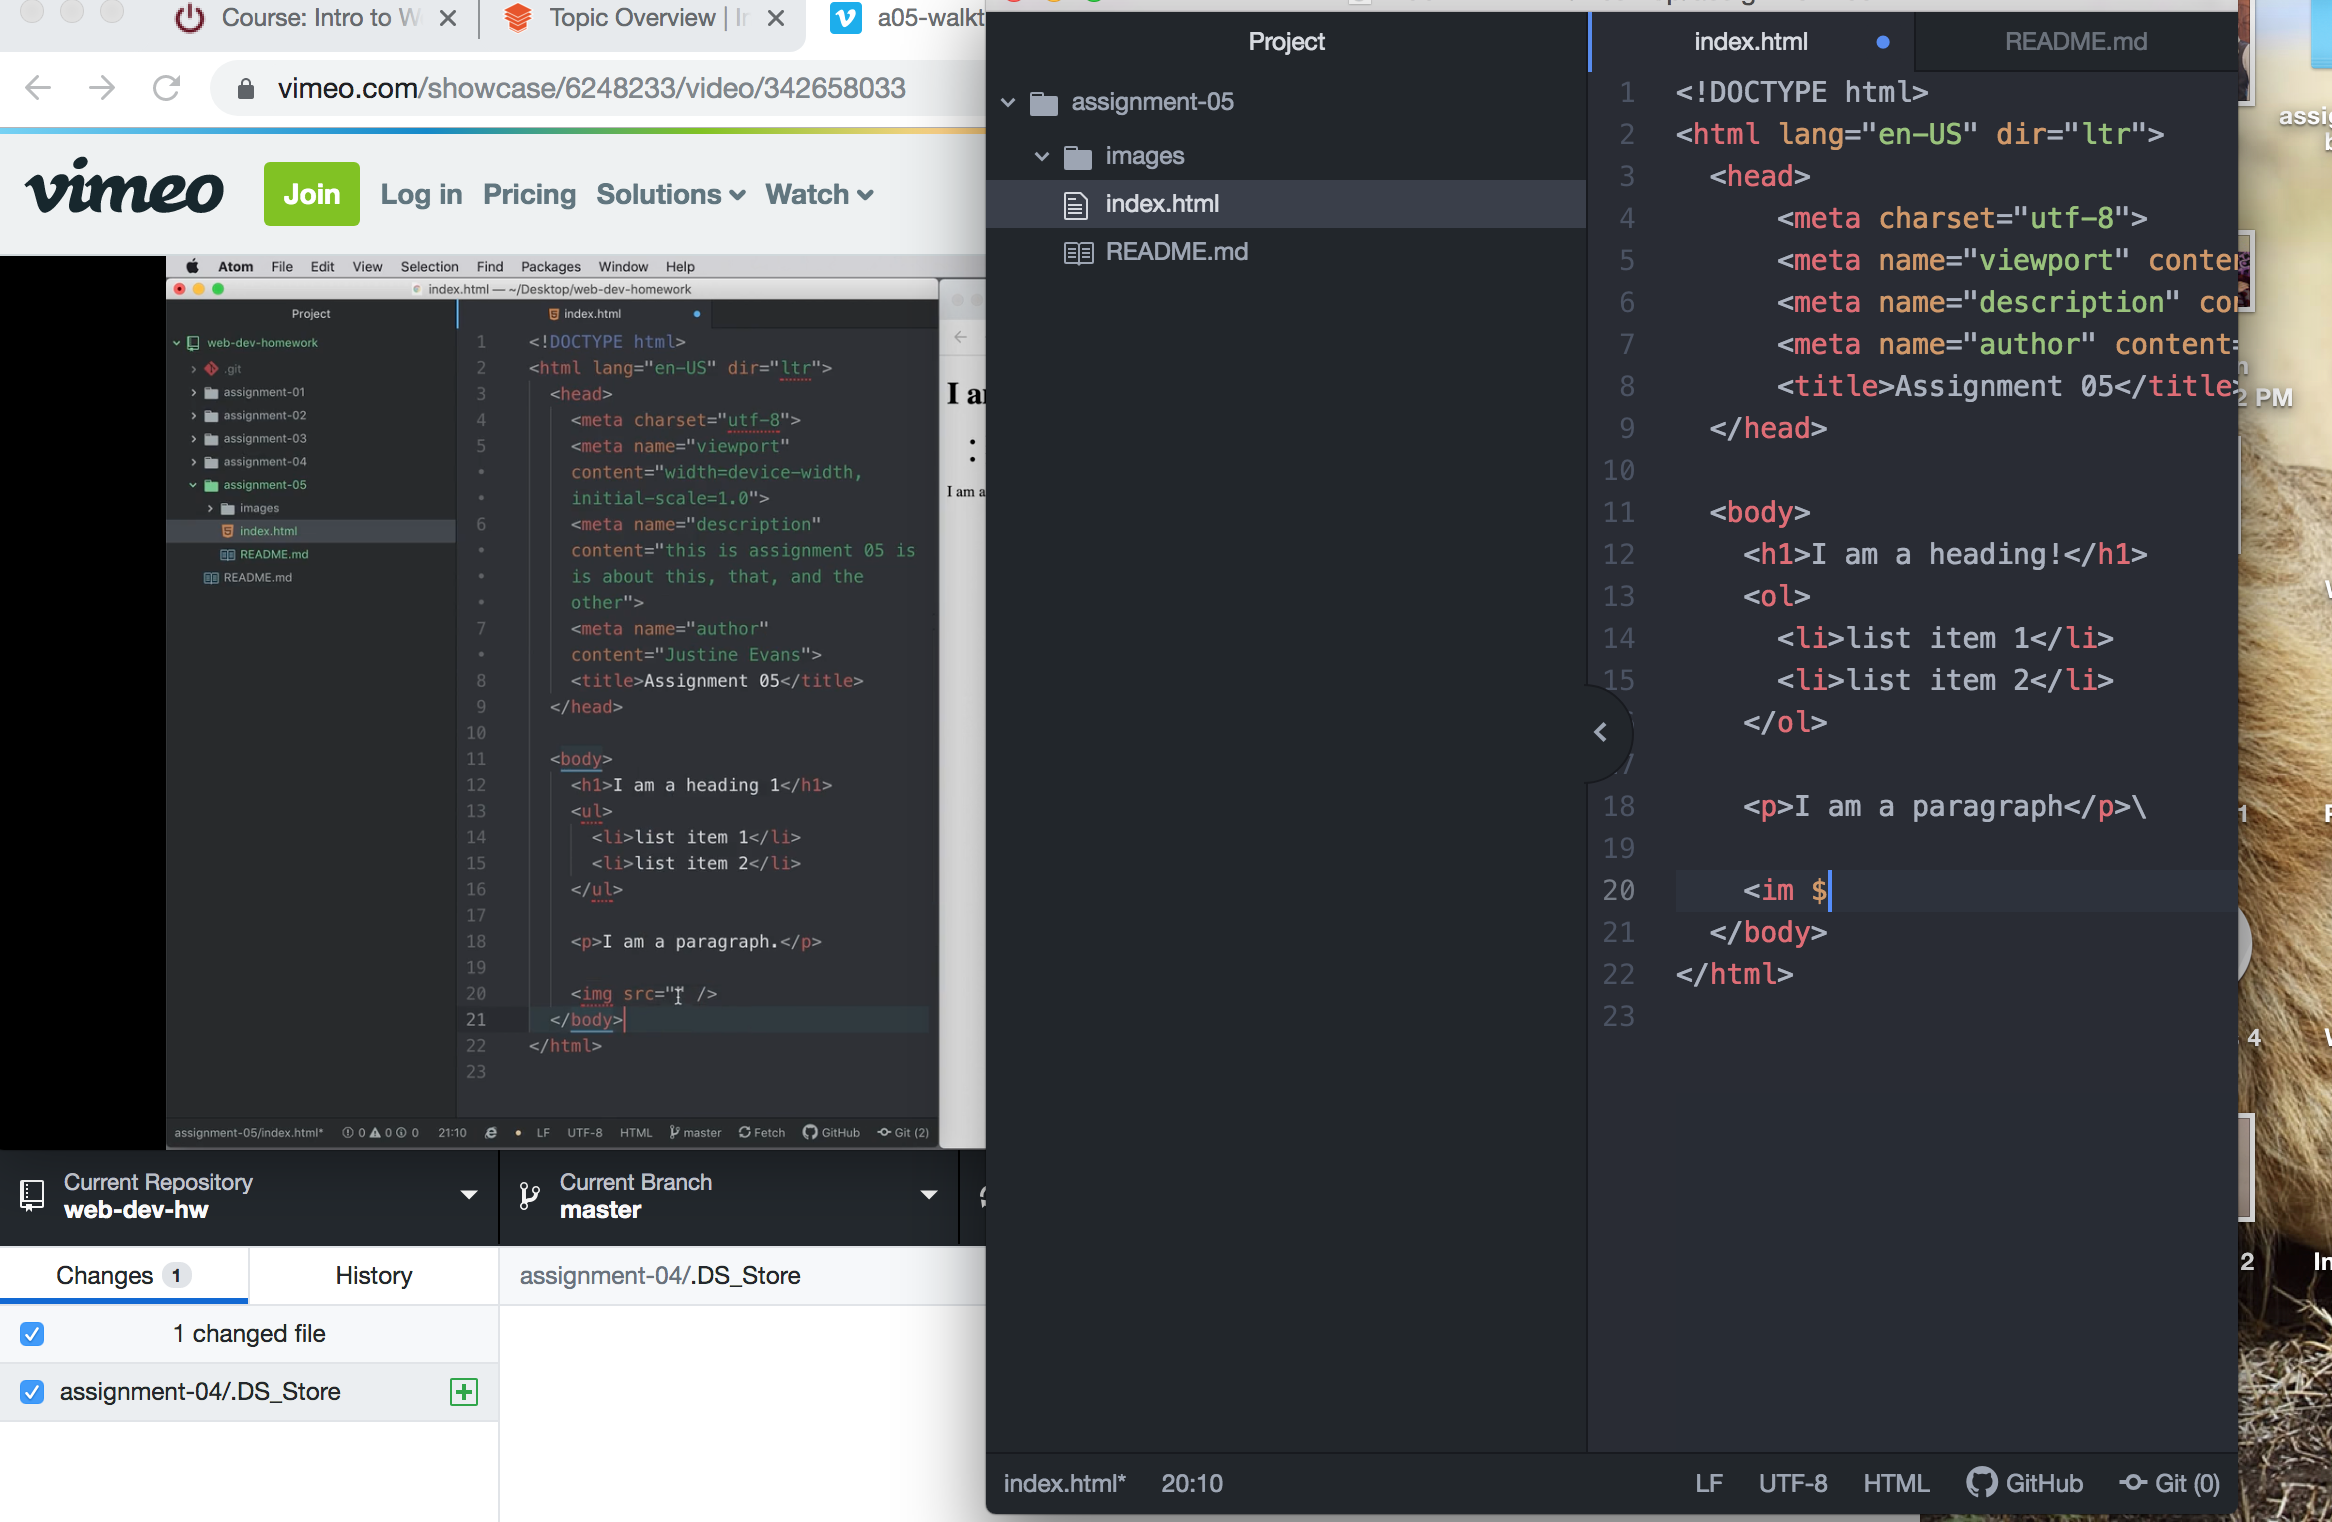 Course: Intro to W
Topic Overview | In
a05-walkt
vimeo.com/showcase/6248233/video/342658033
vimeo
Join
Log in
Pricing
Solutions
Watch
Atom File Edit View Selection Find Packages Window Help
index.html — ~/Desktop/web-dev-homework
Project
web-dev-homework
.git
assignment-01
assignment-02
assignment-03
assignment-04
assignment-05
images
index.html
README.md
README.md
index.html
1 <!DOCTYPE html>
2 <html lang="en-US" dir="ltr">
3 <head>
4 <meta charset="utf-8">
5 <meta name="viewport"
content="width=device-width,
initial-scale=1.0">
6 <meta name="description"
content="this is assignment 05 is
is about this, that, and the
other">
7 <meta name="author"
content="Justine Evans">
8 <title>Assignment 05</title>
9 </head>
10
11 <body>
12 <h1>I am a heading 1</h1>
13 <ul>
14 <li>list item 1</li>
15 <li>list item 2</li>
16 </ul>
17
18 <p>I am a paragraph.</p>
19
20 <img src="" />
21 </body>
22 </html>
23
assignment-05/index.html* 0 0 0 21:10 LF UTF-8 HTML master Fetch GitHub Git (2)
I am a
Current Repository
web-dev-hw
Current Branch
master
Changes 1
History
assignment-04/.DS_Store
1 changed file
assignment-04/.DS_Store
Project
assignment-05
images
index.html
README.md
index.html
README.md
1 <!DOCTYPE html>
2 <html lang="en-US" dir="ltr">
3 <head>
4 <meta charset="utf-8">
5 <meta name="viewport" conte
6 <meta name="description" co
7 <meta name="author" content=
8 <title>Assignment 05</title>
9 </head>
10
11 <body>
12 <h1>I am a heading!</h1>
13 <ol>
14 <li>list item 1</li>
15 <li>list item 2</li>
</ol>
18 <p>I am a paragraph</p>\
19
20 <im $
21 </body>
22 </html>
23
index.html* 20:10
LF UTF-8 HTML GitHub Git (0)
assi
2 PM
1
4
2
In